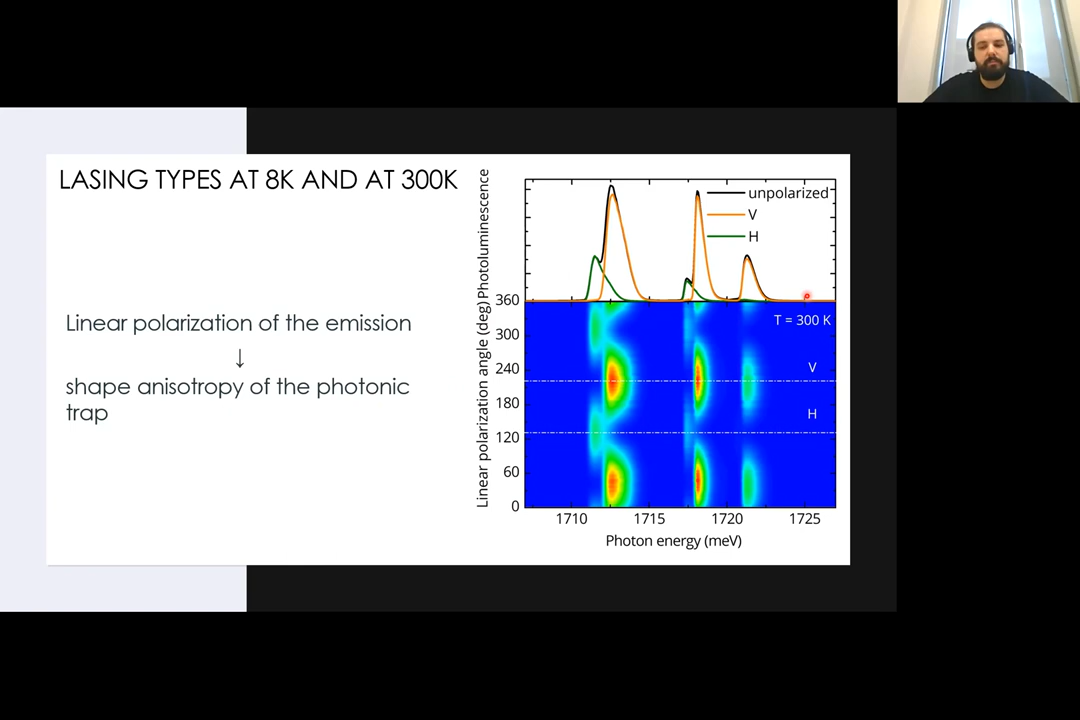 LASING TYPES AT 8K AND AT 300K
Linear polarization of the emission
↓
shape anisotropy of the photonic
trap
Photoluminescence
unpolarized
V
H
Linear polarization angle (deg)
360
300
240
180
120
60
0
T = 300 K
V
H
1710 1715 1720 1725
Photon energy (meV)